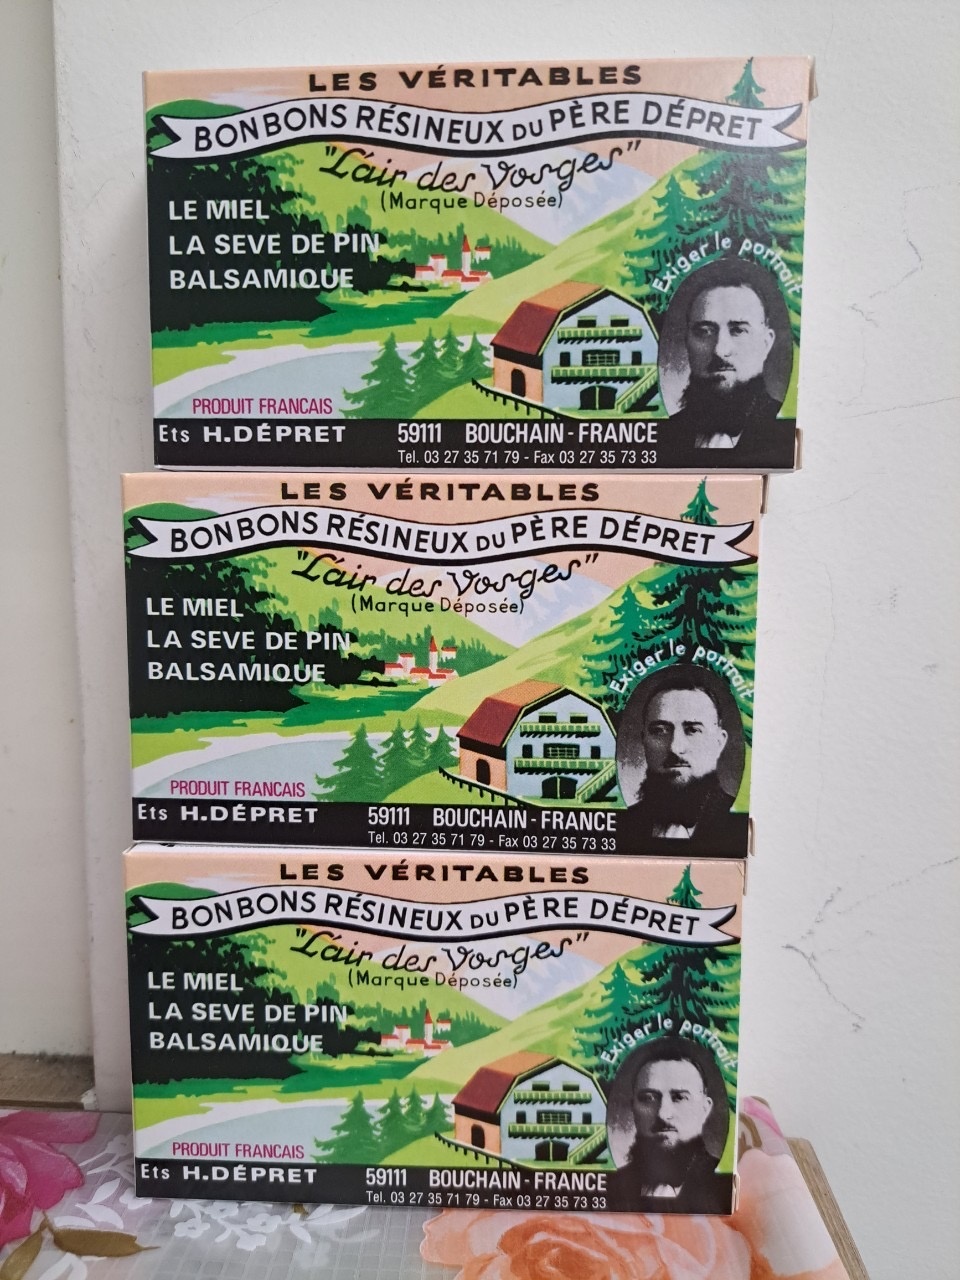 LES VÉRITABLES
BONBONS RÉSINEUX DU PÈRE DÉPRET
"L'air des Vosges"
(Marque Déposée)
LE MIEL
LA SEVE DE PIN
BALSAMIQUE
Exiger le portrait
PRODUIT FRANCAIS
Ets H.DÉPRET 59111 BOUCHAIN - FRANCE
Tel. 03 27 35 71 79 - Fax 03 27 35 73 33
LES VÉRITABLES
BONBONS RÉSINEUX DU PÈRE DÉPRET
"L'air des Vosges"
(Marque Déposée)
LE MIEL
LA SEVE DE PIN
BALSAMIQUE
Exiger le portrait
PRODUIT FRANCAIS
Ets H.DÉPRET 59111 BOUCHAIN - FRANCE
Tel. 03 27 35 71 79 - Fax 03 27 35 73 33
LES VÉRITABLES
BONBONS RÉSINEUX DU PÈRE DÉPRET
"L'air des Vosges"
(Marque Déposée)
LE MIEL
LA SEVE DE PIN
BALSAMIQUE
Exiger le portrait
PRODUIT FRANCAIS
Ets H.DÉPRET 59111 BOUCHAIN - FRANCE
Tel. 03 27 35 71 79 - Fax 03 27 35 73 33